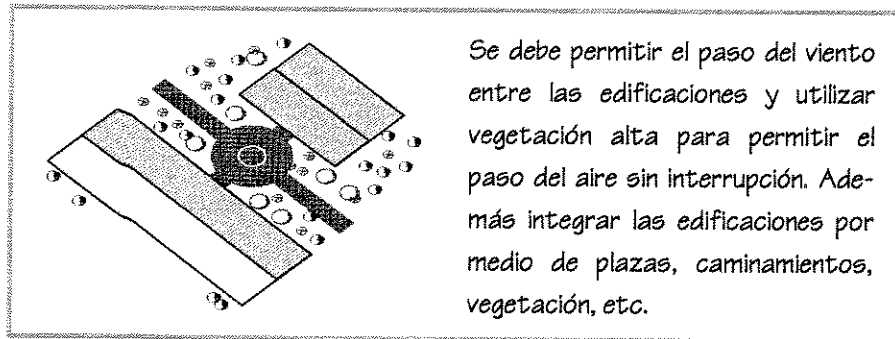 Se debe permitir el paso del viento
entre las edificaciones y utilizar
vegetación alta para permitir el
paso del aire sin interrupción. Ade-
más integrar las edificaciones por
medio de plazas, caminamientos,
vegetación, etc.